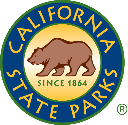 CALIFORNIA
SINCE 1864
STATE PARKS
®